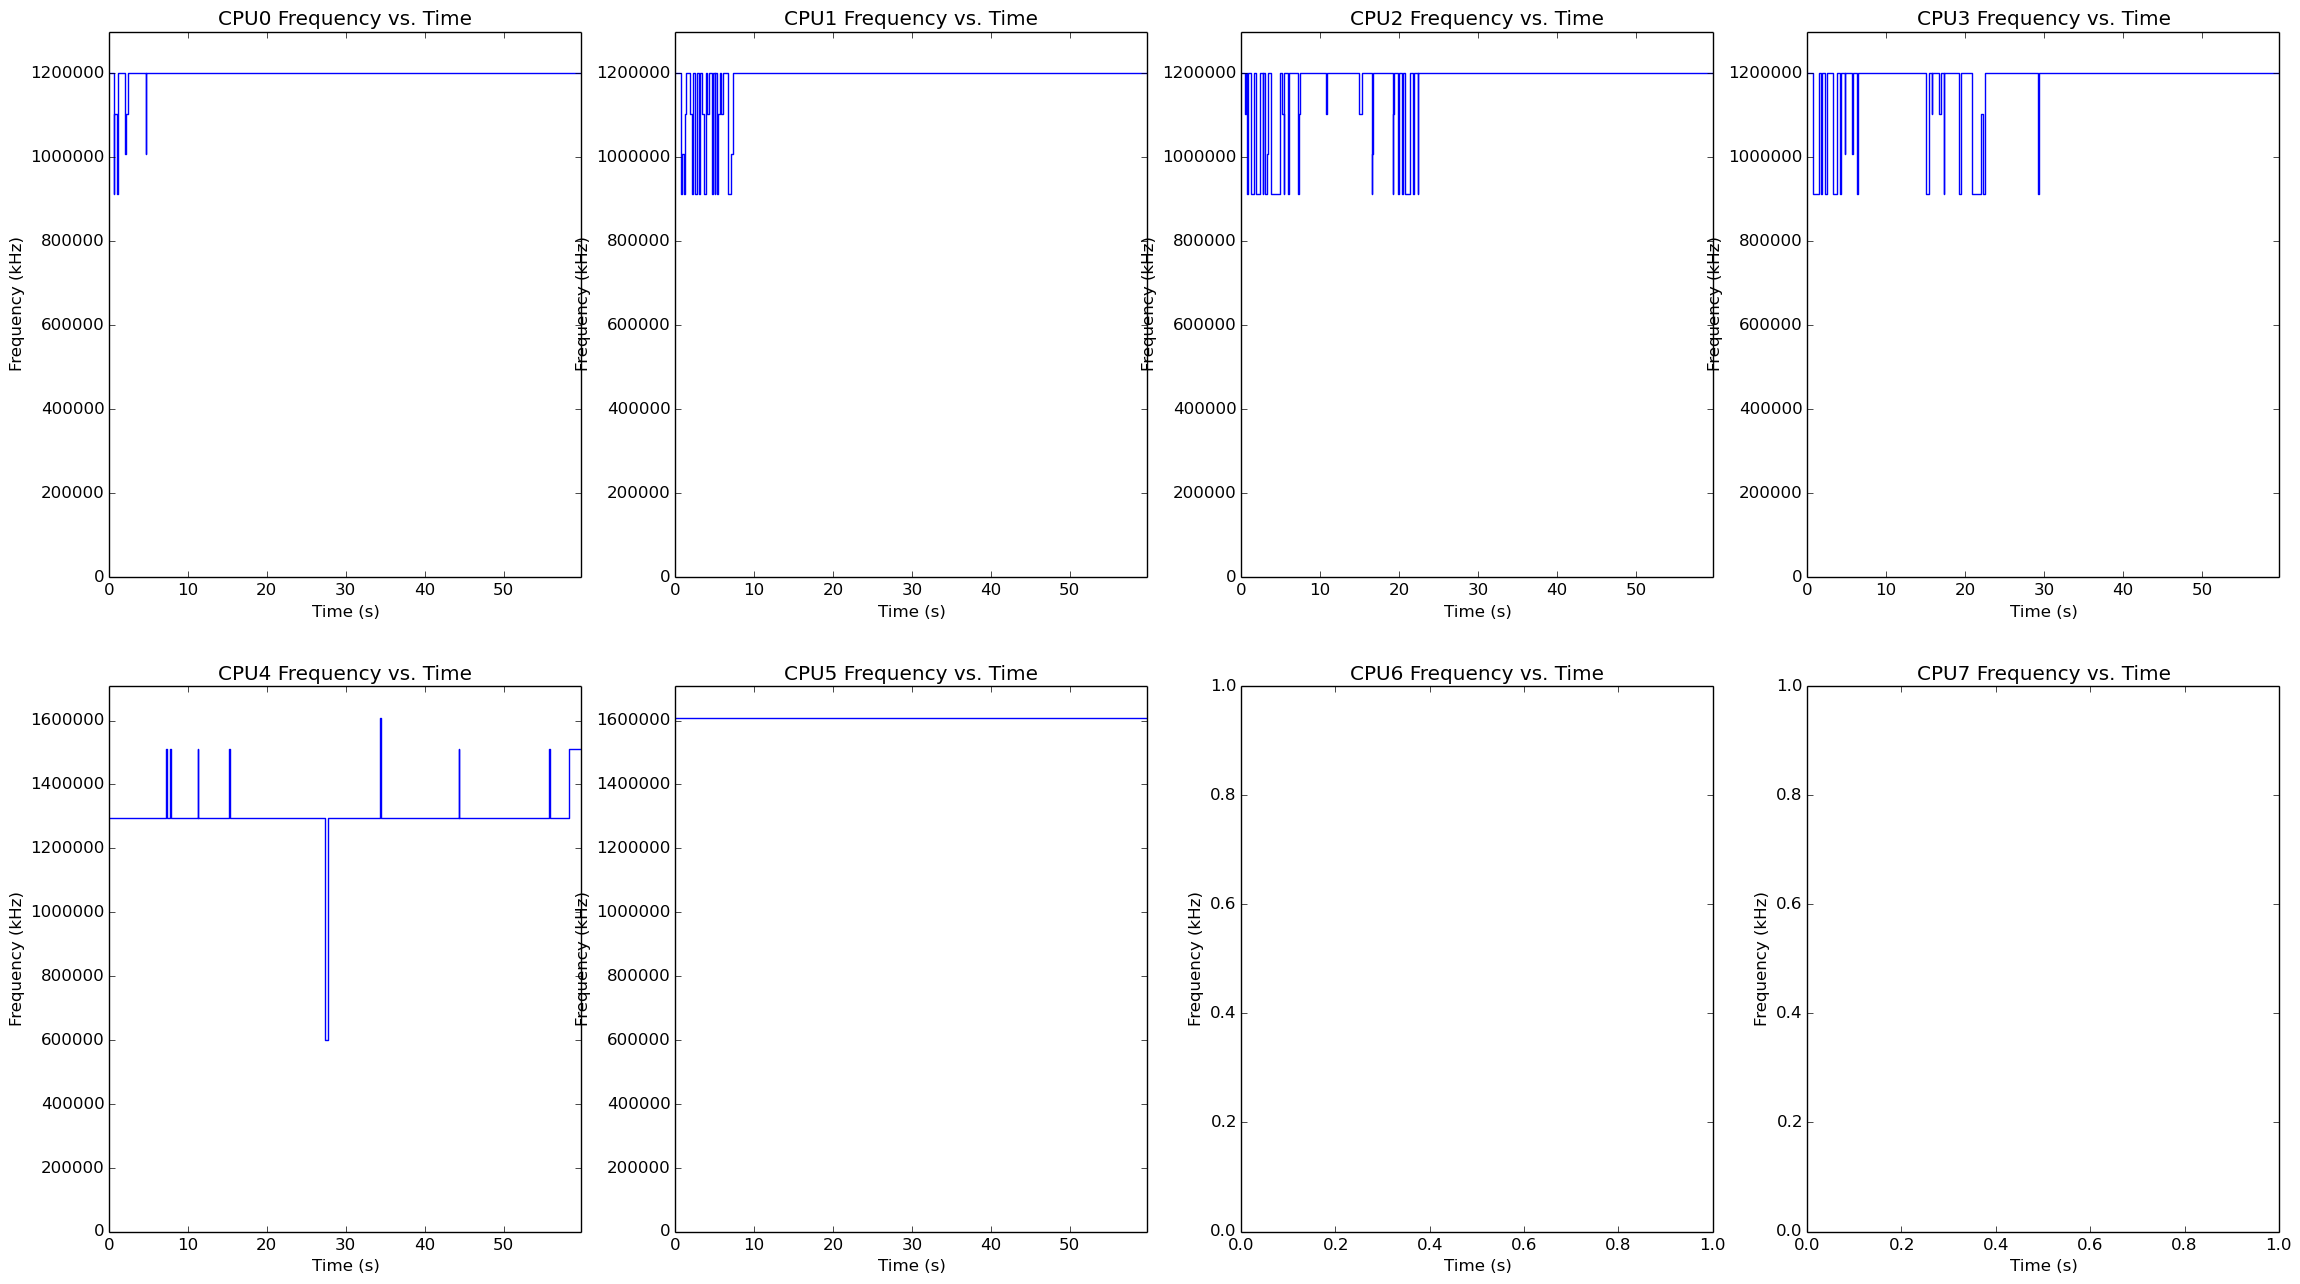 CPU0 Frequency vs. Time
1200000
1000000
800000
600000
400000
200000
0
Frequency (kHz)
0 10 20 30 40 50
Time (s)
CPU1 Frequency vs. Time
1200000
1000000
800000
600000
400000
200000
0
Frequency (kHz)
0 10 20 30 40 50
Time (s)
CPU2 Frequency vs. Time
1200000
1000000
800000
600000
400000
200000
0
Frequency (kHz)
0 10 20 30 40 50
Time (s)
CPU3 Frequency vs. Time
1200000
1000000
800000
600000
400000
200000
0
Frequency (kHz)
0 10 20 30 40 50
Time (s)
CPU4 Frequency vs. Time
1600000
1400000
1200000
1000000
800000
600000
400000
200000
0
Frequency (kHz)
0 10 20 30 40 50
Time (s)
CPU5 Frequency vs. Time
1600000
1400000
1200000
1000000
800000
600000
400000
200000
0
Frequency (kHz)
0 10 20 30 40 50
Time (s)
CPU6 Frequency vs. Time
1.0
0.8
0.6
0.4
0.2
0.0
Frequency (kHz)
0.0 0.2 0.4 0.6 0.8 1.0
Time (s)
CPU7 Frequency vs. Time
1.0
0.8
0.6
0.4
0.2
0.0
Frequency (kHz)
0.0 0.2 0.4 0.6 0.8 1.0
Time (s)